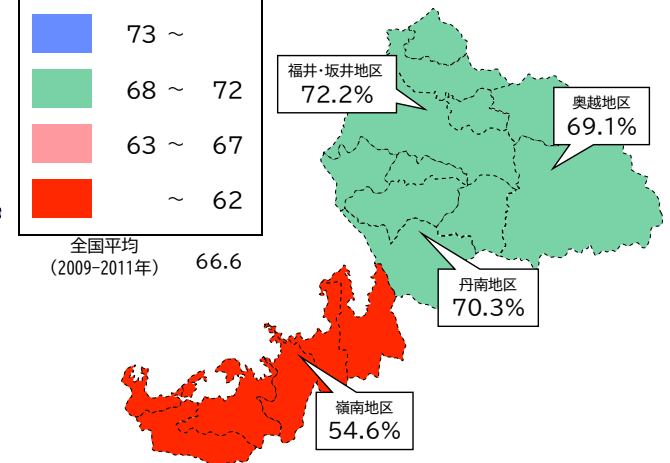 73 ~
68 ~ 72
63 ~ 67
~ 62
全国平均
(2009-2011年) 66.6
福井・坂井地区
72.2%
奥越地区
69.1%
丹南地区
70.3%
嶺南地区
54.6%